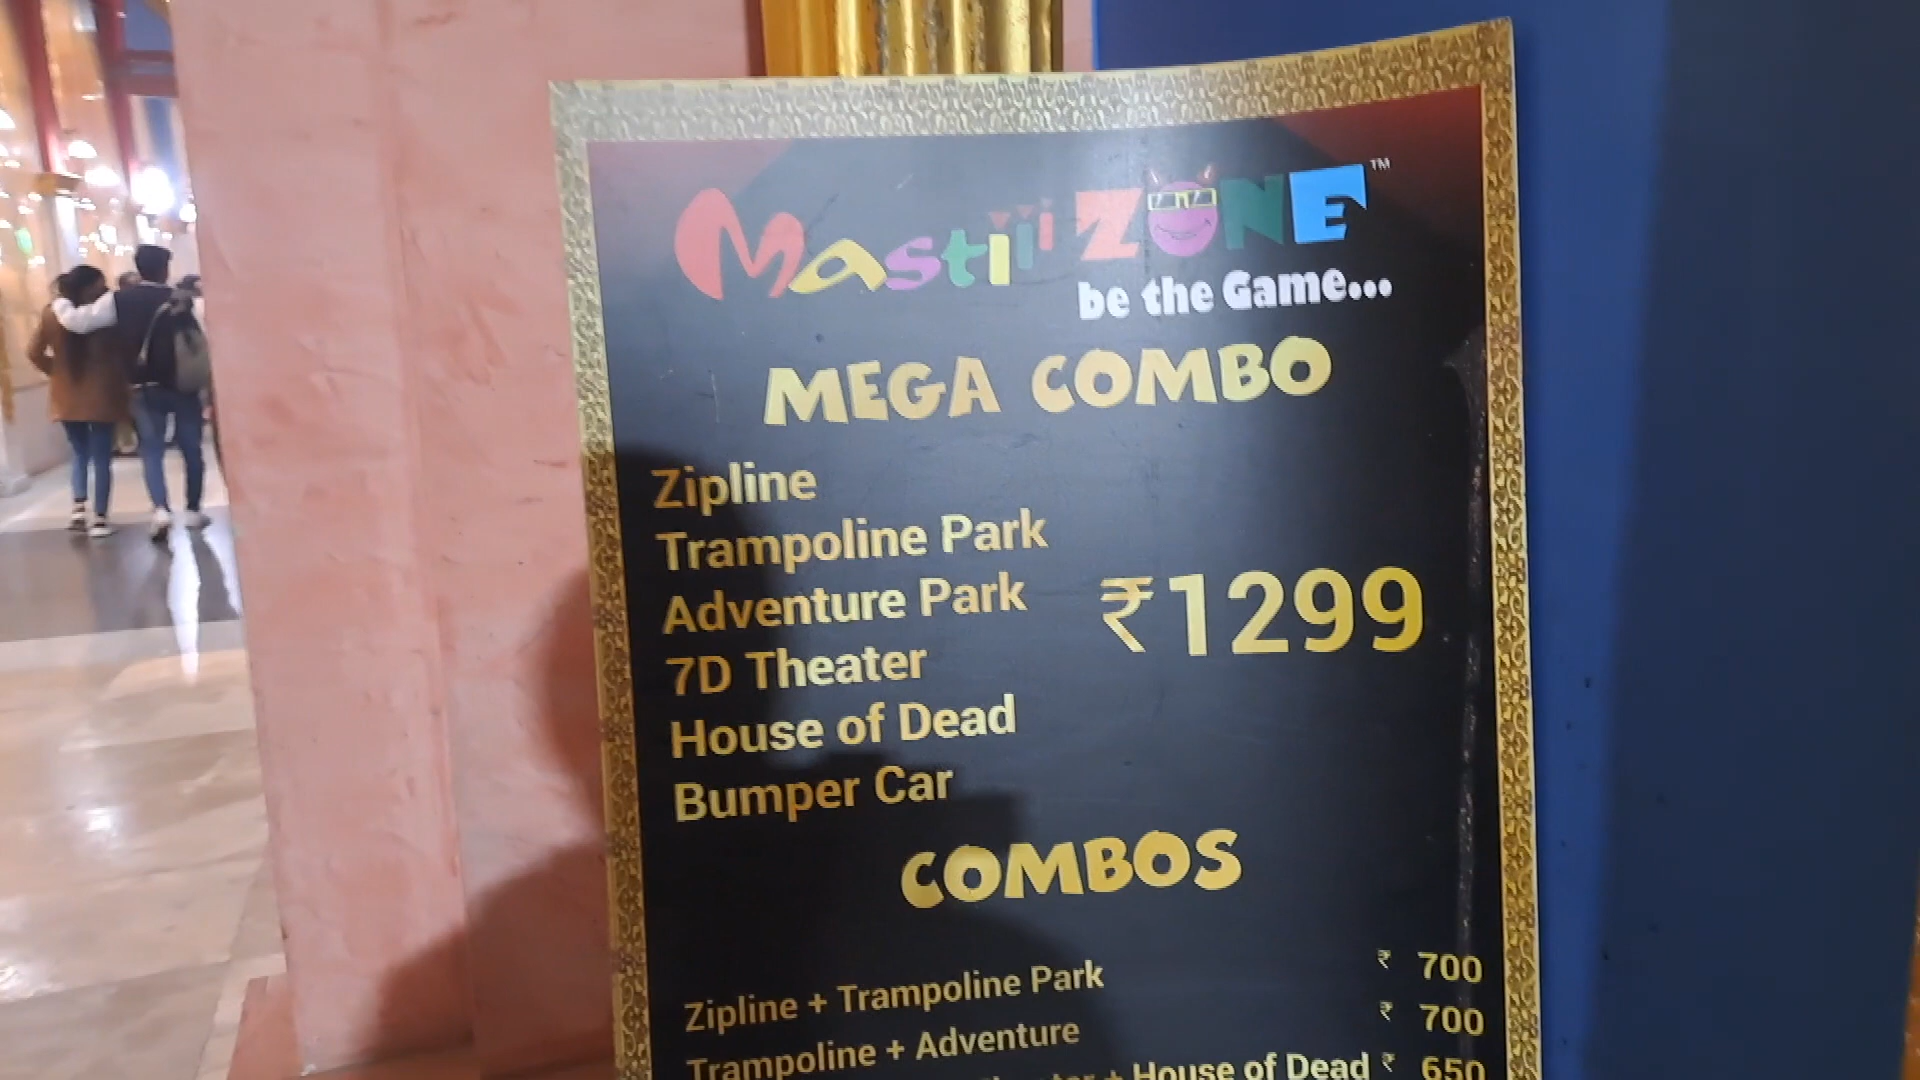 Mastiiii ZONE™
be the Game...
MEGA COMBO
Zipline
Trampoline Park
Adventure Park
7D Theater
House of Dead
Bumper Car
₹1299
COMBOS
Zipline + Trampoline Park ₹ 700
Trampoline + Adventure ₹ 700
+ House of Dead ₹ 650